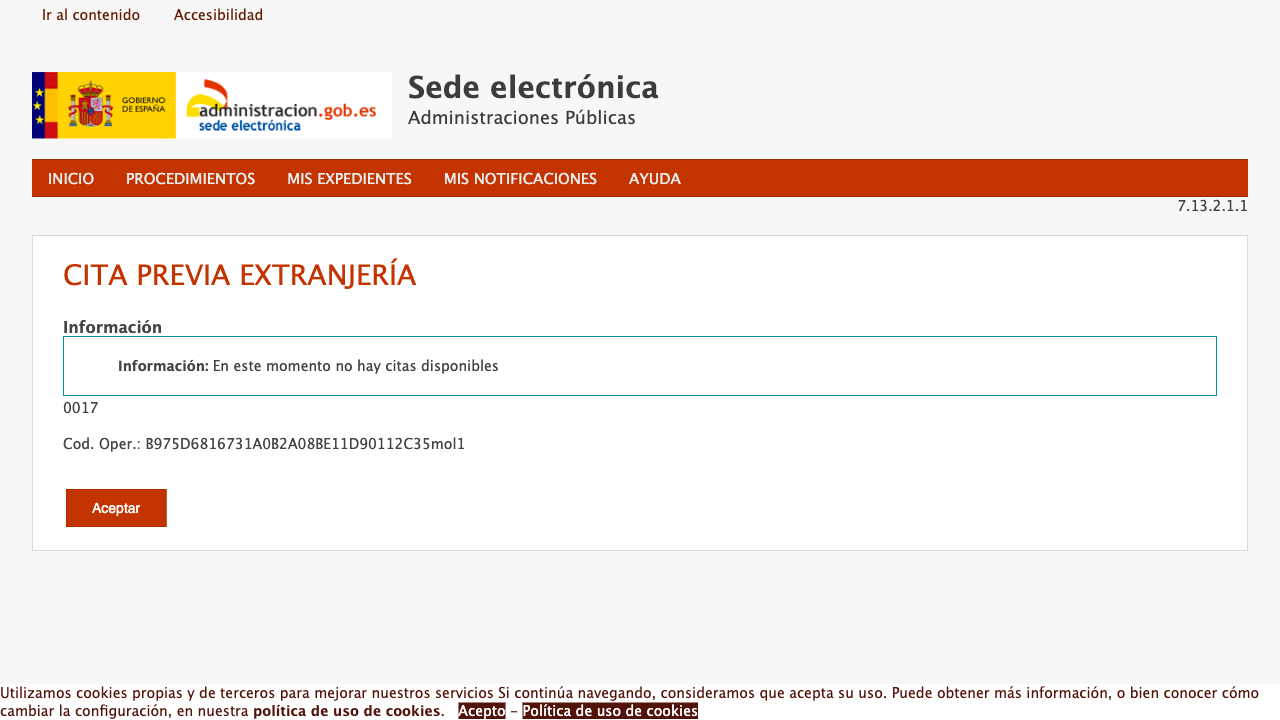 Ir al contenido Accesibilidad
GOBIERNO
DE ESPAÑA
administracion.gob.es
sede electrónica
Sede electrónica
Administraciones Públicas
INICIO PROCEDIMIENTOS MIS EXPEDIENTES MIS NOTIFICACIONES AYUDA
7.13.2.1.1
CITA PREVIA EXTRANJERÍA
Información
Información: En este momento no hay citas disponibles
0017
Cod. Oper.: B975D6816731A0B2A08BE11D90112C35mol1
Aceptar
Utilizamos cookies propias y de terceros para mejorar nuestros servicios Si continúa navegando, consideramos que acepta su uso. Puede obtener más información, o bien conocer cómo
cambiar la configuración, en nuestra política de uso de cookies. Acepto – Política de uso de cookies